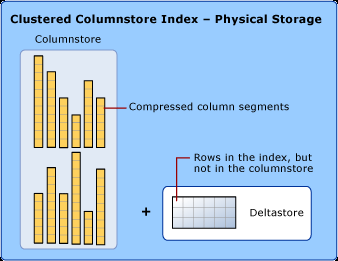 Clustered Columnstore Index – Physical Storage
Columnstore
Compressed column segments
Rows in the index, but
not in the columnstore
+
Deltastore